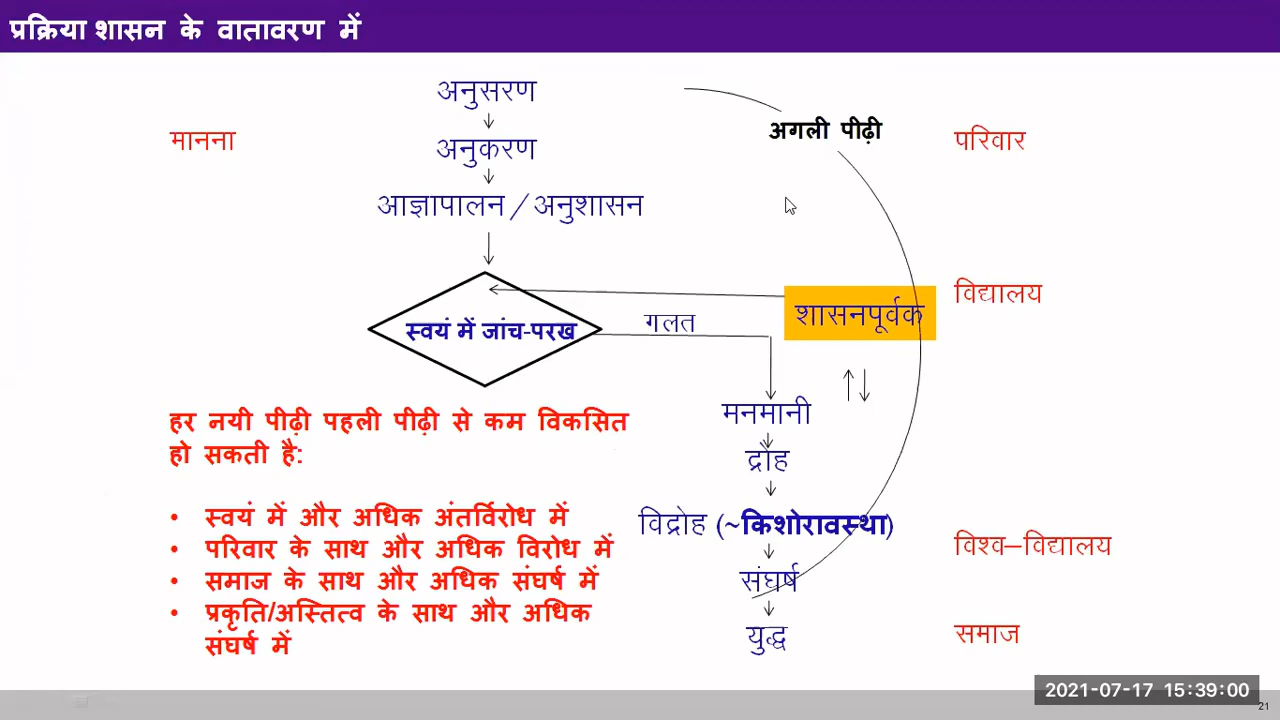 प्रक्रिया शासन के वातावरण में
अनुसरण
अगली पीढ़ी
मानना
अनुकरण
परिवार
आज्ञापालन / अनुशासन
विद्यालय
शासनपूर्वक
गलत
स्वयं में जांच-परख
मनमानी
हर नयी पीढ़ी पहली पीढ़ी से कम विकसित
हो सकती है:
द्रोह
• स्वयं में और अधिक अंतर्विरोध में
विद्रोह (~किशोरावस्था)
• परिवार के साथ और अधिक विरोध में
विश्व–विद्यालय
• समाज के साथ और अधिक संघर्ष में
संघर्ष
• प्रकृति/अस्तित्व के साथ और अधिक
संघर्ष में
युद्ध
समाज
2021-07-17 15:39:00
21